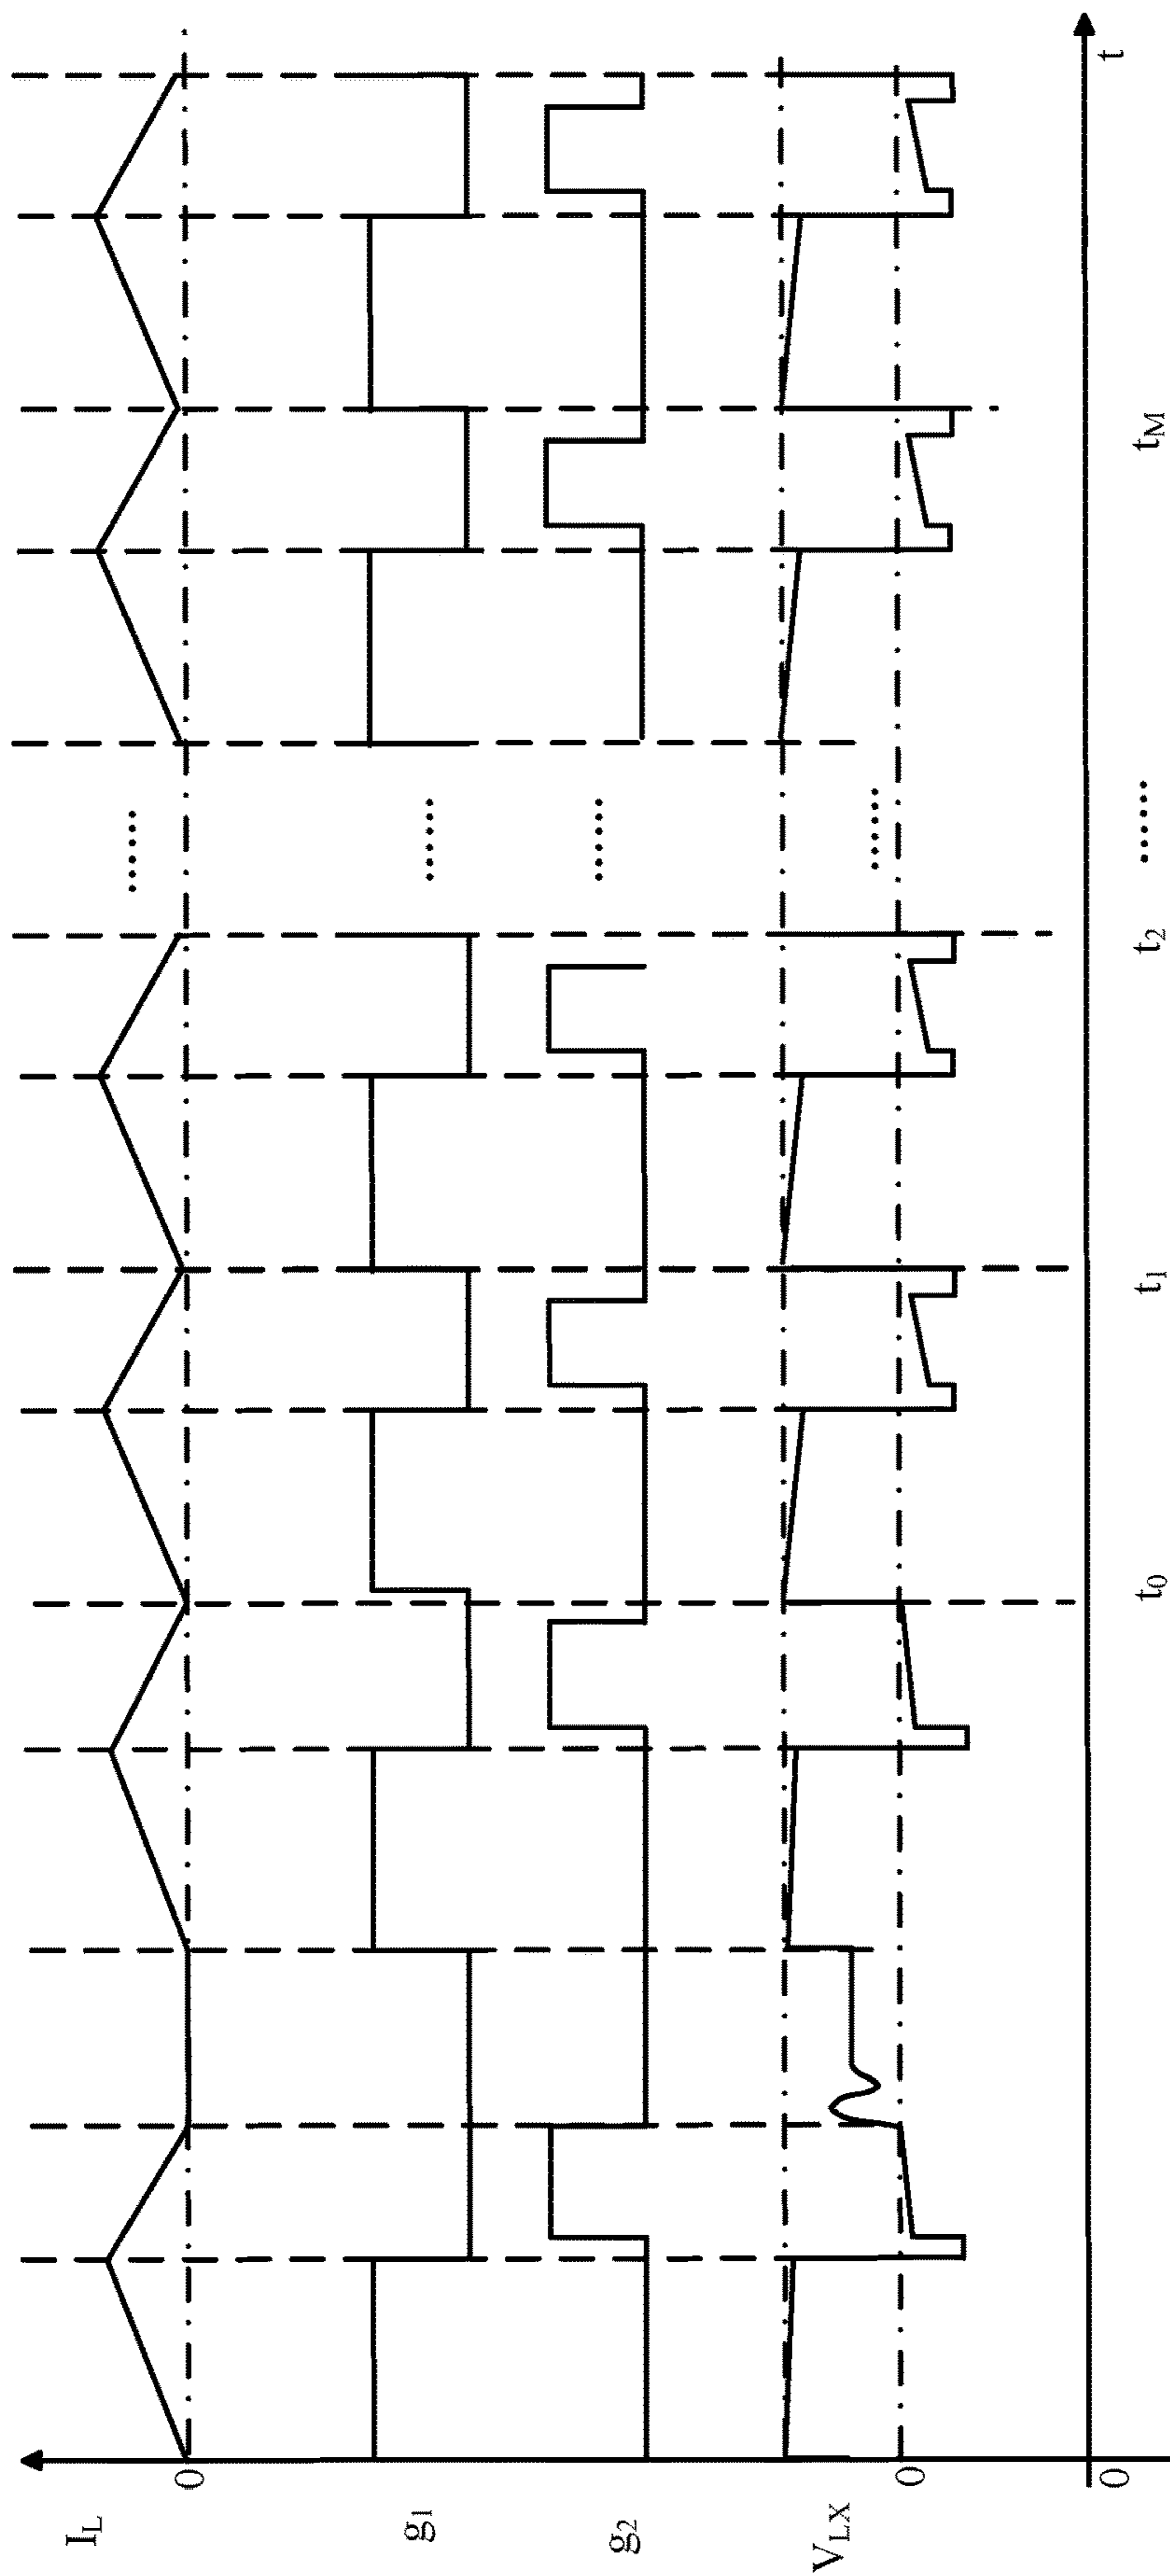 I_L
0
g_1
g_2
V_LX
0
0
t_0
t_1
t_2
t_M
t
……
……
……
……
……